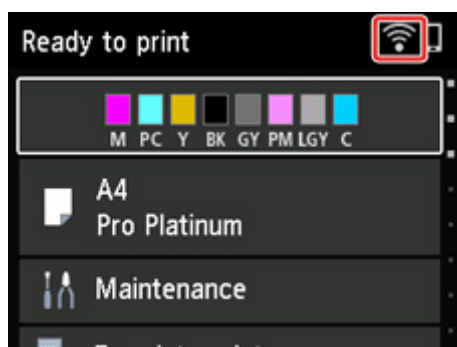 Ready to print
M PC Y BK GY PM LGY C
A4
Pro Platinum
Maintenance